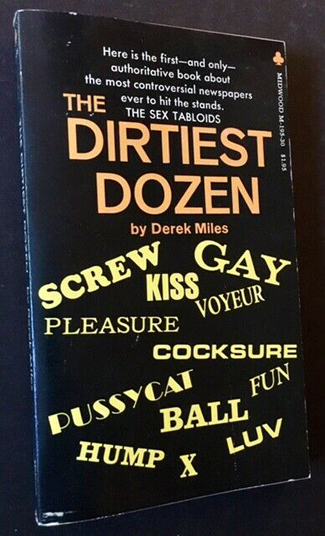 Here is the first—and only—
authoritative book about
the most controversial newspapers
ever to hit the stands.
THE SEX TABLOIDS
THE
DIRTIEST
DOZEN
by Derek Miles
MIDWOOD M-195-30 $1.95
SCREW
GAY
KISS
VOYEUR
PLEASURE
COCKSURE
PUSSYCAT
FUN
BALL
LUV
HUMP
X